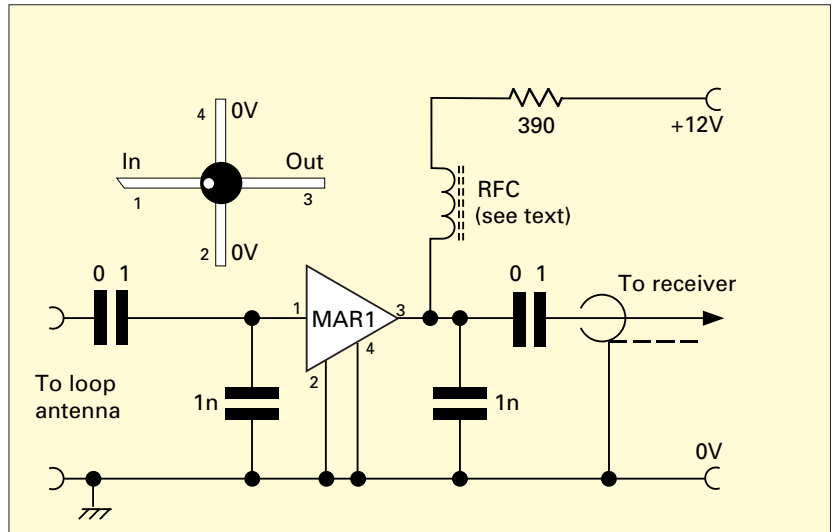 4 0V
390
+12V
In
Out
1
3
RFC
(see text)
2 0V
0 1
0 1
To receiver
1
MAR1
3
4
2
To loop
antenna
1n
1n
0V